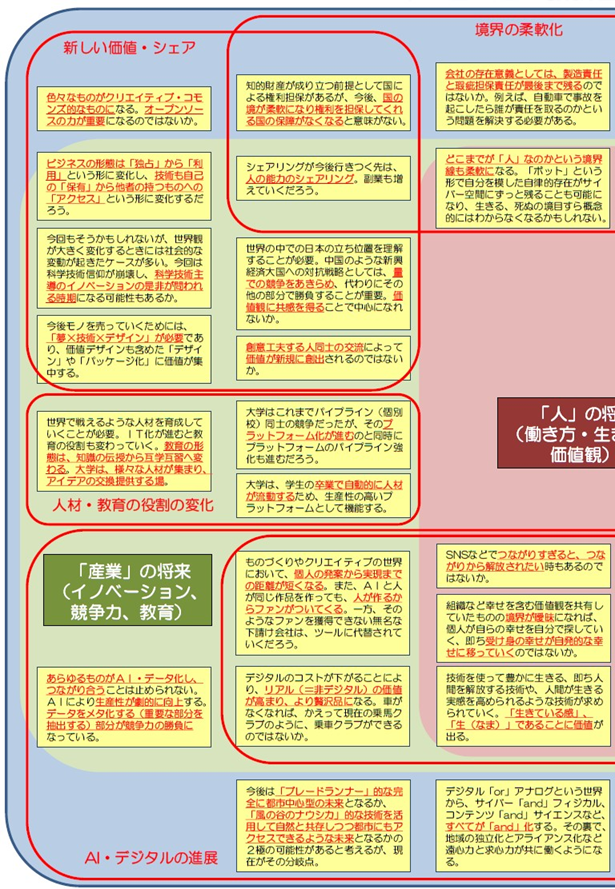 新しい価値・シェア
境界の柔軟化
色々なものがクリエイティブ・コモ
ンズ的なものになる。オープンソー
スの力が重要になるのではないか。
知的財産が成り立つ前提として国に
よる権利担保があるが、今後、国の
境が柔軟になり権利を担保してくれ
る国の保障がなくなると意味がない。
会社の存在意義としては、製造責任
と瑕疵担保責任が最後まで残るので
はないか。例えば、自動車で事故を
起こしたら誰が責任を取るのかとい
う問題を解決する必要がある。
ビジネスの形態は「独占」から「利
用」という形に変化し、技術も自己
の「保有」から他者の持つものへの
「アクセス」という形に変化するだ
ろう。
シェアリングが今後行きつく先は、
人の能力のシェアリング。副業も増
えていくだろう。
どこまでが「人」なのかという境界
線も柔軟になる。「ボット」という
形で自分を模した自律的存在がサイ
バー空間にずっと残ることも可能に
なり、生きる、死ぬの境目すら概念
的にはわからなくなるかもしれない。
今回もそうかもしれないが、世界観
が大きく変化するときには社会的な
変動が起きたケースが多い。今回は
科学技術信仰が崩壊し、科学技術主
導のイノベーションの是非が問われ
る時期になる可能性もあるか。
世界の中での日本の立ち位置を理解
することが必要。中国のような新興
経済大国への対抗戦略としては、量
での競争をあきらめ、代わりにその
他の部分で勝負することが重要。価
値観に共感を得ることで中心になれ
ないか。
今後モノを売っていくためには、
「夢×技術×デザイン」が必要であ
り、価値デザインも含めた「デザイ
ン」や「パッケージ化」に価値が集
中する。
創意工夫する人同士の交流によって
価値が新規に創出されるのではない
か。
世界で戦えるような人材を育成して
いくことが必要。ＩＴ化が進むと教
育の役割も変わっていく。教育の形
態は、知識の伝授から互学互習へ変
わる。大学は、様々な人材が集まり、
アイデアの交換提供する場。
大学はこれまでパイプライン（個別
校）同士の競争だったが、そのプ
ラットフォーム化が進むのと同時に
プラットフォームのパイプライン強
化も進むだろう。
大学は、学生の卒業で自動的に人材
が流動するため、生産性の高いプ
ラットフォームとして機能する。
人材・教育の役割の変化
「人」の将
（働き方・生き
価値観）
「産業」の将来
（イノベーション、
競争力、教育）
ものづくりやクリエイティブの世界
において、個人の発案から実現まで
の距離が短くなる。また、ＡＩと人
が同じ作品を作っても、人が作るか
らファンがついてくる。一方、その
ようなファンを獲得できない無名な
下請け会社は、ツールに代替されて
いくだろう。
SNSなどでつながりすぎると、つな
がりから解放されたい時もあるので
はないか。
組織など幸せを含む価値観を共有し
ていたものの境界が曖昧になれば、
個人が自らの幸せを自分で探してい
く、即ち受け身の幸せが自発的な幸
せに移っていくのではないか。
あらゆるものがＡＩ・データ化し、
つながり合うことは止められない。
ＡＩにより生産性が劇的に向上する。
データをメタ化する（重要な部分を
抽出する）部分が競争力の勝負に
なっている。
デジタルのコストが下がることによ
り、リアル（＝非デジタル）の価値
が高まり、より贅沢品になる。車が
なくなれば、かえって現在の乗馬ク
ラブのように、乗車クラブができる
のではないか。
技術を使って豊かに生きる、即ち人
間を解放する技術や、人間が生きる
実感を高められるような技術が求め
られていく。「生きている感」、
「生（なま）」であることに価値が
出る。
今後は「ブレードランナー」的な完
全に都市中心型の未来となるか、
「風の谷のナウシカ」的な技術を活
用して自然と共存しつつ都市にもア
クセスできるような未来となるかの
２極の可能性があると考えるが、現
在がその分岐点。
デジタル「or」アナログという世界
から、サイバー「and」フィジカル、
コンテンツ「and」サイエンスなど、
すべてが「and」化する。その裏で、
地域の独立化とアライアンス化など
遠心力と求心力が共に働くようにな
る。
AI・デジタルの進展